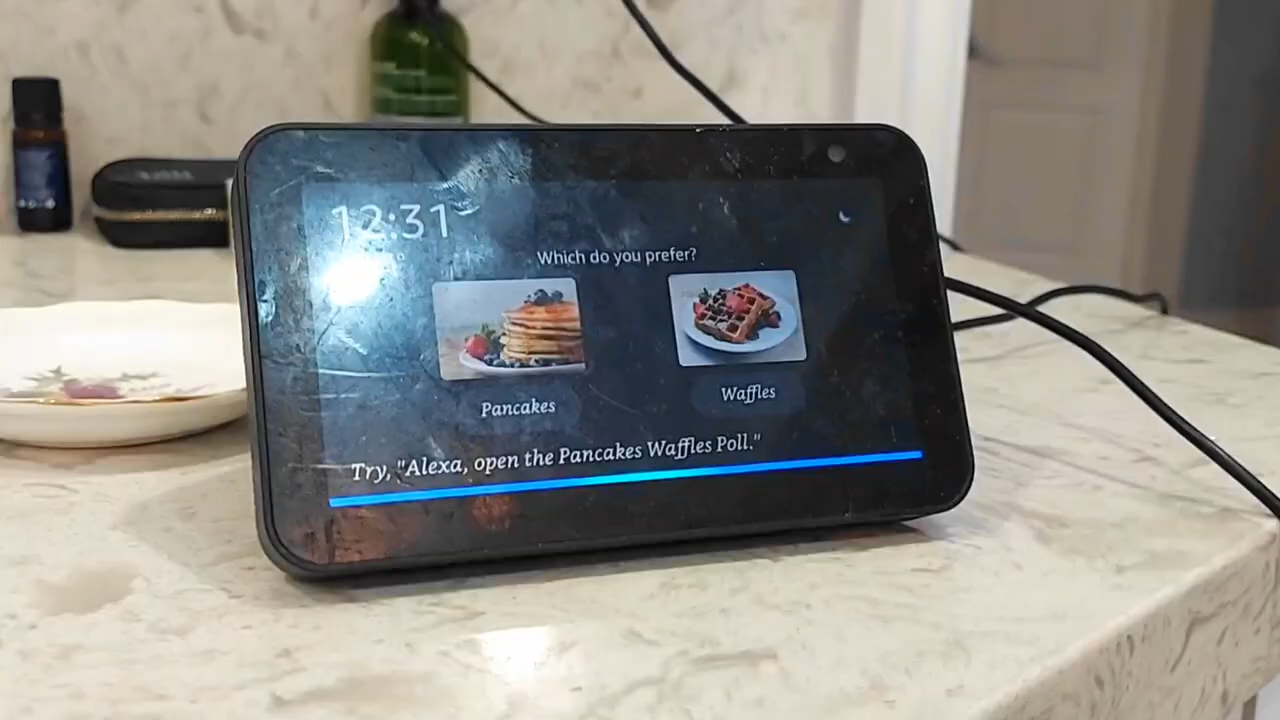 12:31
Which do you prefer?
Pancakes
Waffles
Try, "Alexa, open the Pancakes Waffles Poll."